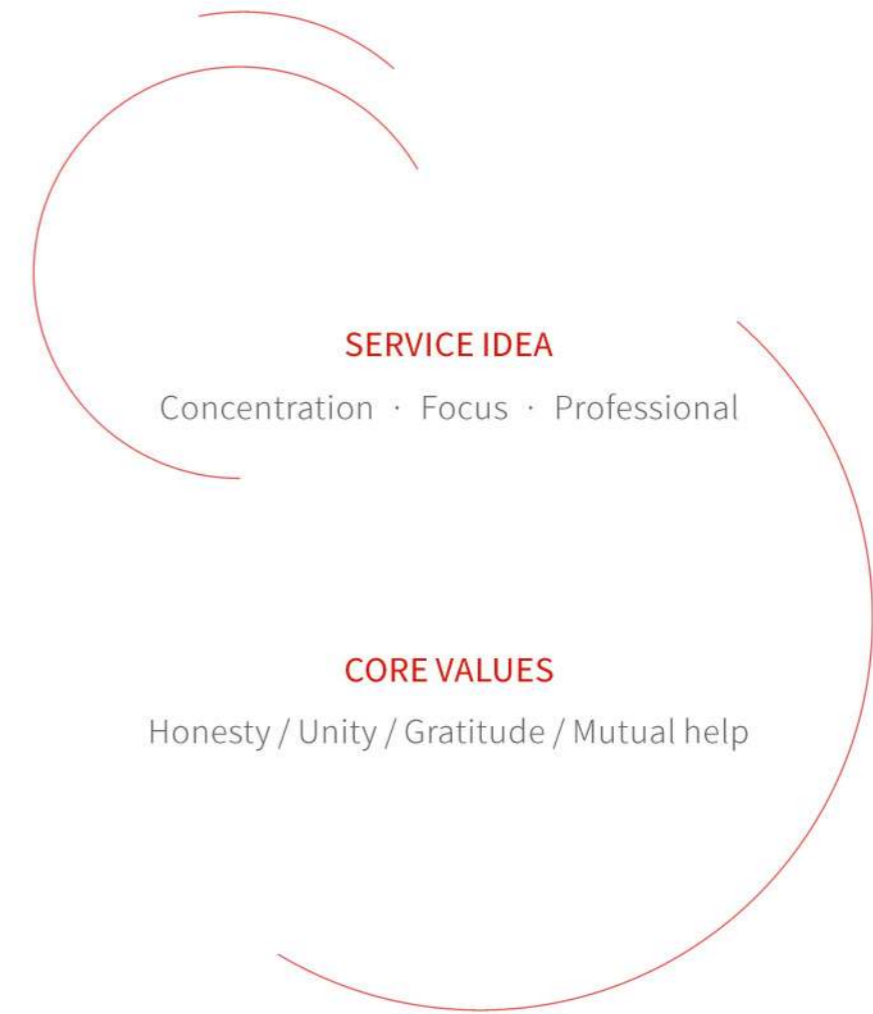 SERVICE IDEA
Concentration · Focus · Professional
CORE VALUES
Honesty / Unity / Gratitude / Mutual help